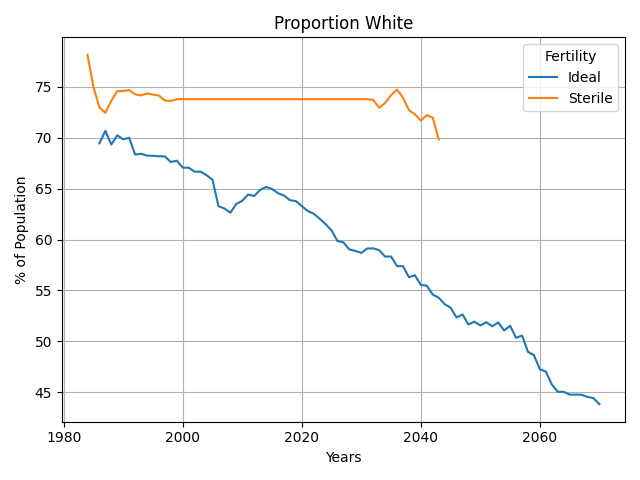 Proportion White
% of Population
75
70
65
60
55
50
45
Fertility
Ideal
Sterile
1980
2000
2020
2040
2060
Years